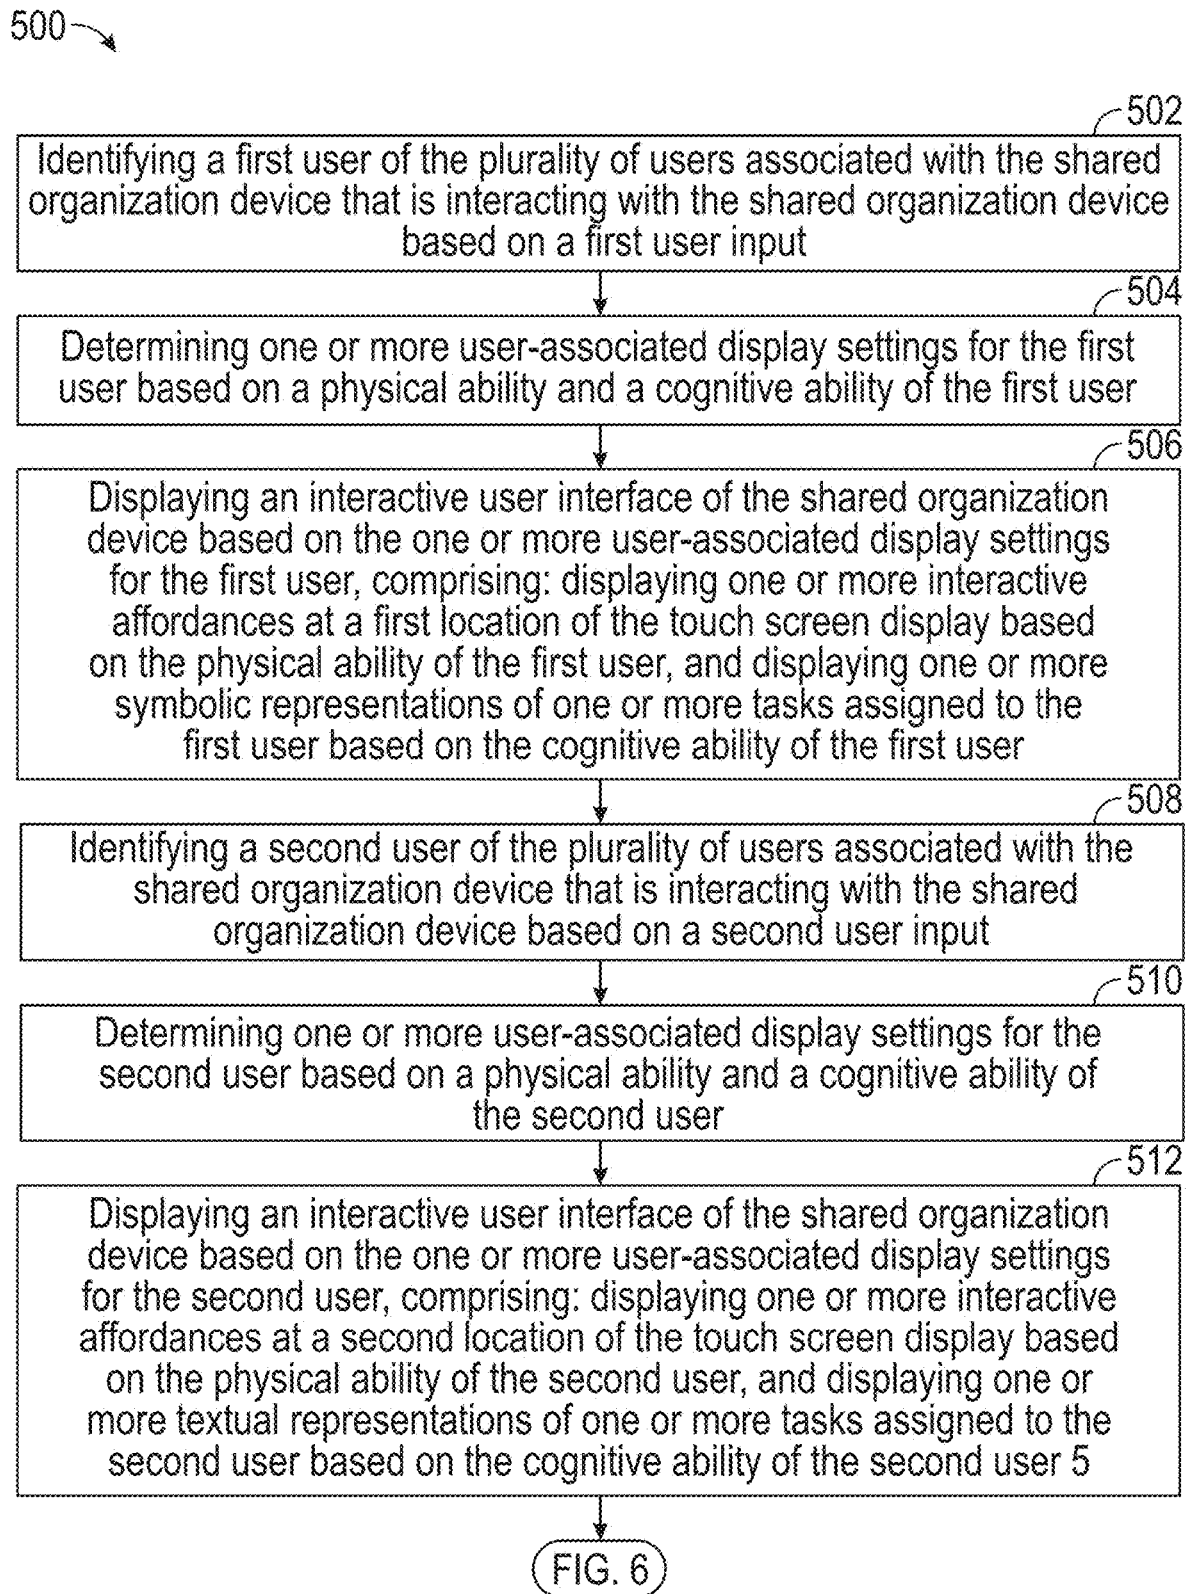 500
502
Identifying a first user of the plurality of users associated with the shared
organization device that is interacting with the shared organization device
based on a first user input
504
Determining one or more user-associated display settings for the first
user based on a physical ability and a cognitive ability of the first user
506
Displaying an interactive user interface of the shared organization
device based on the one or more user-associated display settings
for the first user, comprising: displaying one or more interactive
affordances at a first location of the touch screen display based
on the physical ability of the first user, and displaying one or more
symbolic representations of one or more tasks assigned to the
first user based on the cognitive ability of the first user
508
Identifying a second user of the plurality of users associated with the
shared organization device that is interacting with the shared
organization device based on a second user input
510
Determining one or more user-associated display settings for the
second user based on a physical ability and a cognitive ability of
the second user
512
Displaying an interactive user interface of the shared organization
device based on the one or more user-associated display settings
for the second user, comprising: displaying one or more interactive
affordances at a second location of the touch screen display based
on the physical ability of the second user, and displaying one or
more textual representations of one or more tasks assigned to the
second user based on the cognitive ability of the second user 5
FIG. 6